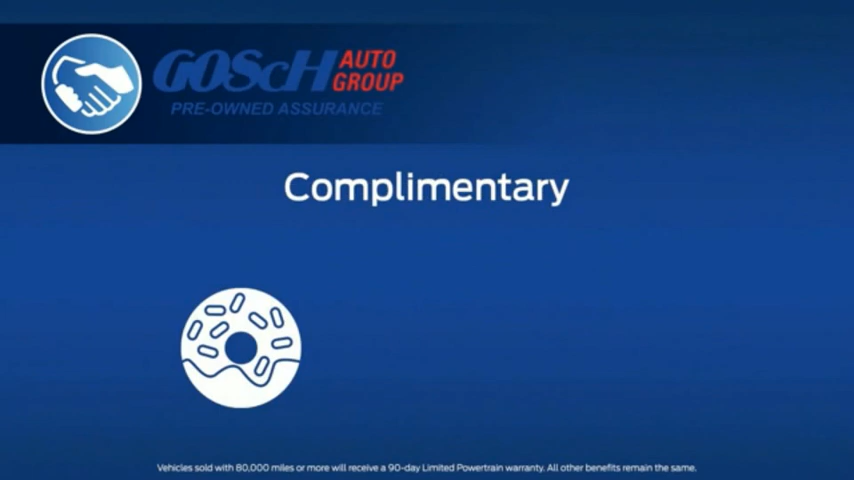 GOScH AUTO GROUP
PRE-OWNED ASSURANCE
Complimentary
Vehicles sold with 80,000 miles or more will receive a 90-day Limited Powertrain warranty. All other benefits remain the same.